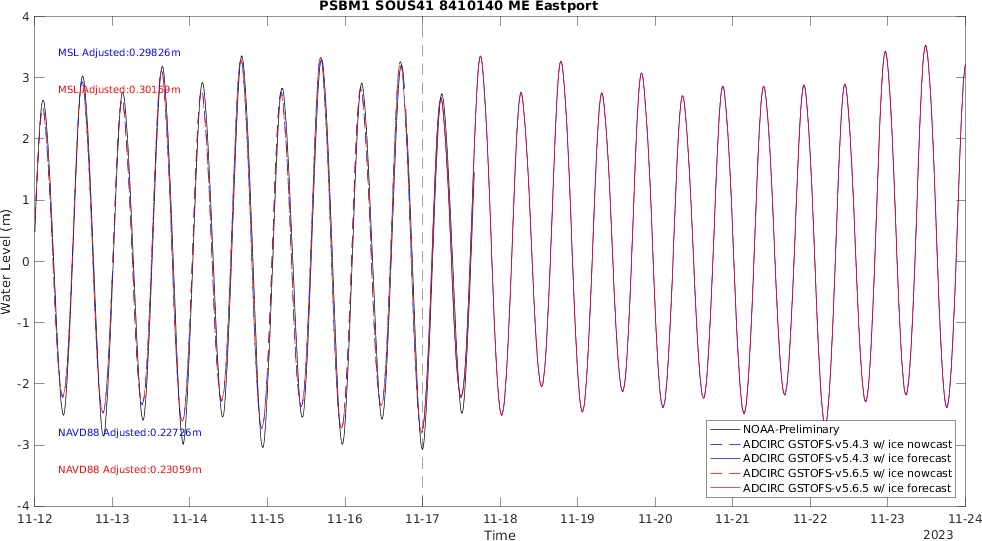 PSBM1 SOUS41 8410140 ME Eastport
4
3
2
1
0
-1
-2
-3
-4
Water Level (m)
MSL Adjusted:0.29826m
MSL Adjusted:0.30159m
NAVD88 Adjusted:0.22726m
NAVD88 Adjusted:0.23059m
NOAA-Preliminary
ADCIRC GSTOFS-v5.4.3 w/ ice nowcast
ADCIRC GSTOFS-v5.4.3 w/ ice forecast
ADCIRC GSTOFS-v5.6.5 w/ ice nowcast
ADCIRC GSTOFS-v5.6.5 w/ ice forecast
11-12 11-13 11-14 11-15 11-16 11-17 11-18 11-19 11-20 11-21 11-22 11-23 11-24
Time
2023